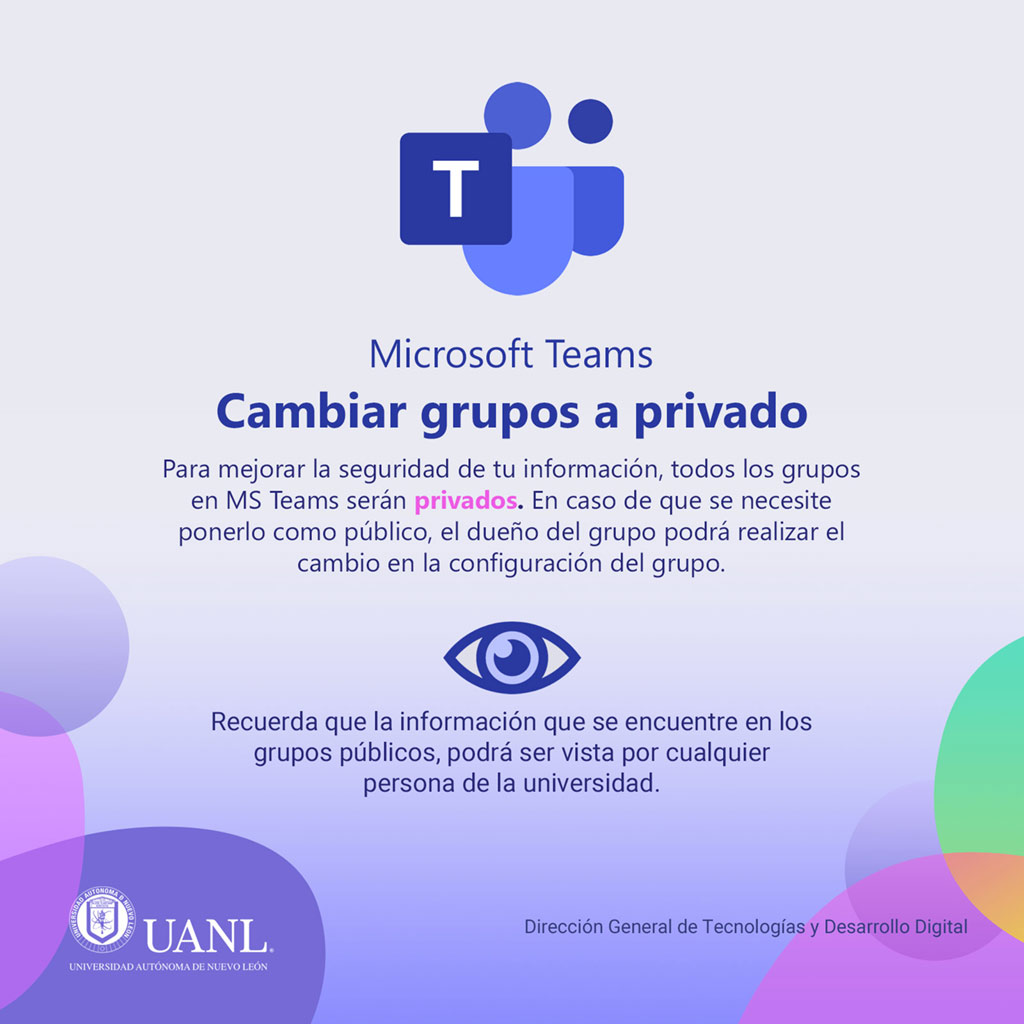 T
Microsoft Teams
Cambiar grupos a privado
Para mejorar la seguridad de tu información, todos los grupos
en MS Teams serán privados. En caso de que se necesite
ponerlo como público, el dueño del grupo podrá realizar el
cambio en la configuración del grupo.
Recuerda que la información que se encuentre en los
grupos públicos, podrá ser vista por cualquier
persona de la universidad.
UANL®
UNIVERSIDAD AUTÓNOMA DE NUEVO LEÓN
Dirección General de Tecnologías y Desarrollo Digital